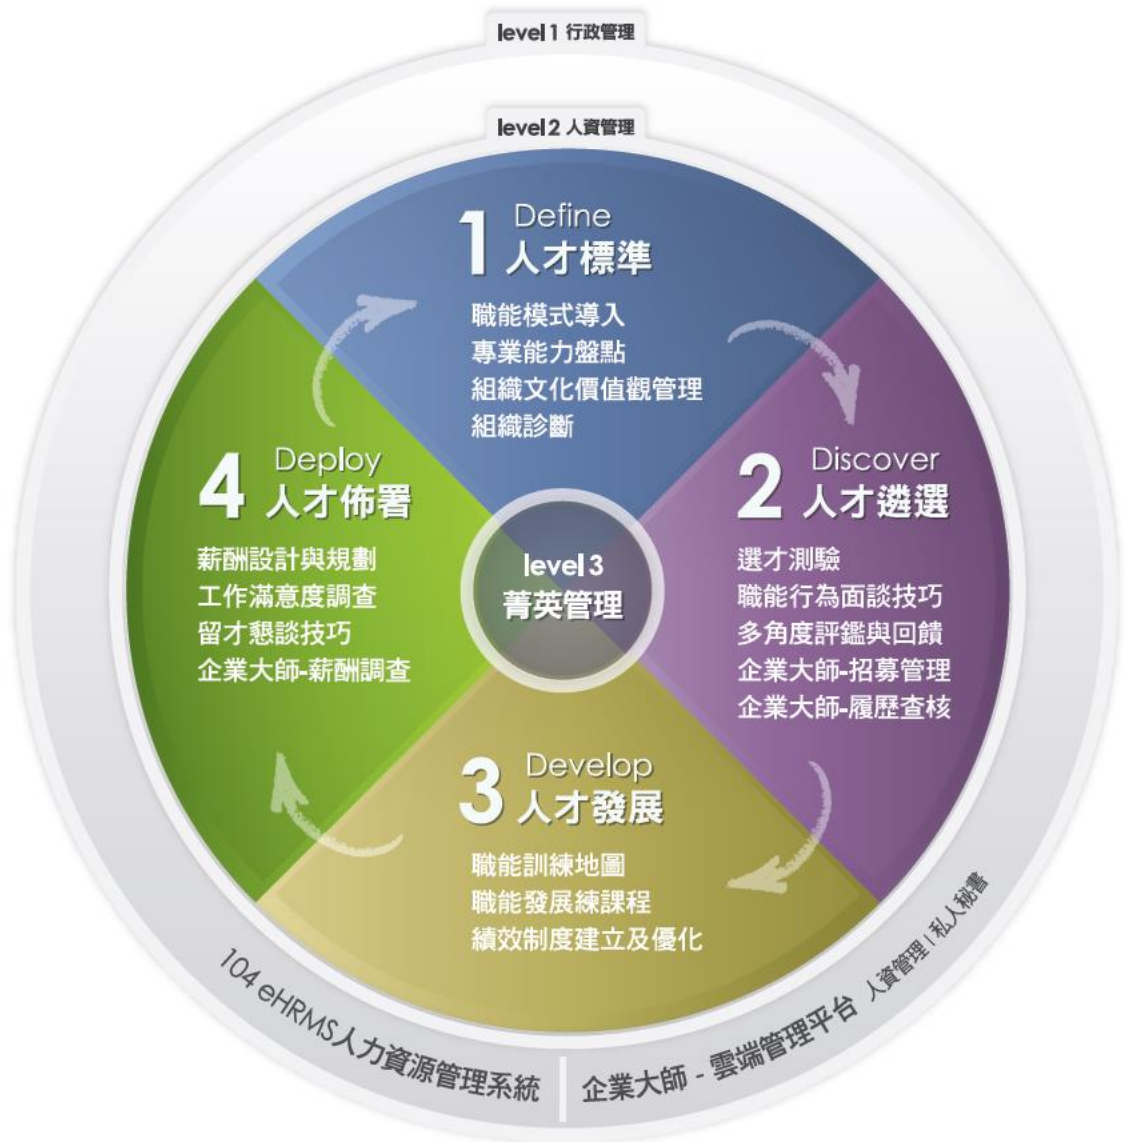 level 1 行政管理
level 2 人資管理
1 Define
人才標準
職能模式導入
專業能力盤點
組織文化價值觀管理
組織診斷
2 Discover
人才遴選
選才測驗
職能行為面談技巧
多角度評鑑與回饋
企業大師-招募管理
企業大師-履歷查核
3 Develop
人才發展
職能訓練地圖
職能發展練課程
績效制度建立及優化
4 Deploy
人才佈署
薪酬設計與規劃
工作滿意度調查
留才懇談技巧
企業大師-薪酬調查
level 3
菁英管理
104 eHRMS人力資源管理系統
企業大師 - 雲端管理平台 人資管理 | 私人秘書